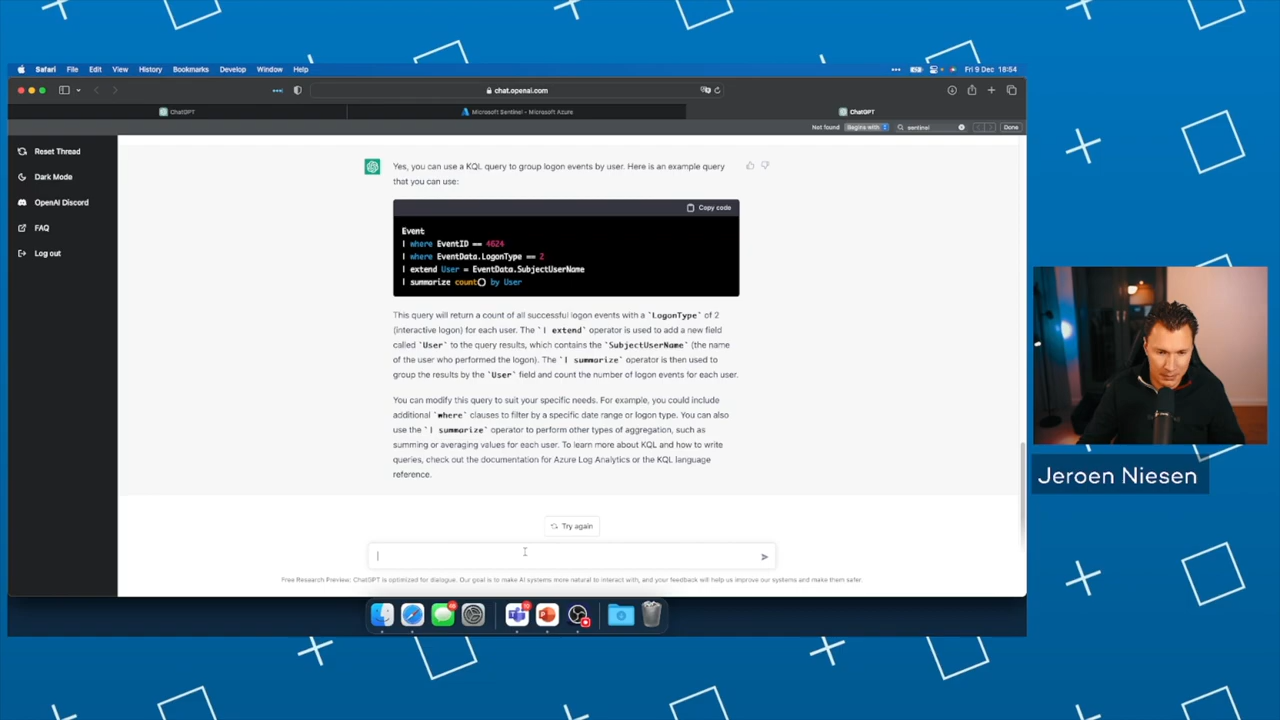 Safari File Edit View History Bookmarks Develop Window Help
Fri 9 Dec 18:54
chat.openai.com
ChatGPT
Microsoft Sentinel - Microsoft Azure
ChatGPT
Not found Begins with sentinel Done
Reset Thread
Dark Mode
OpenAI Discord
FAQ
Log out
Yes, you can use a KQL query to group logon events by user. Here is an example query
that you can use:
Copy code
Event
| where EventID == 4624
| where EventData.LogonType == 2
| extend User = EventData.SubjectUserName
| summarize count() by User
This query will return a count of all successful logon events with a `LogonType` of 2
(interactive logon) for each user. The `| extend` operator is used to add a new field
called `User` to the query results, which contains the `SubjectUserName` (the name
of the user who performed the logon). The `| summarize` operator is then used to
group the results by the `User` field and count the number of logon events for each user.
You can modify this query to suit your specific needs. For example, you could include
additional `where` clauses to filter by a specific date range or logon type. You can also
use the `| summarize` operator to perform other types of aggregation, such as
summing or averaging values for each user. To learn more about KQL and how to write
queries, check out the documentation for Azure Log Analytics or the KQL language
reference.
Try again
Free Research Preview: ChatGPT is optimized for dialogue. Our goal is to make AI systems more natural to interact with, and your feedback will help us improve our systems and make them safer.
Jeroen Niesen